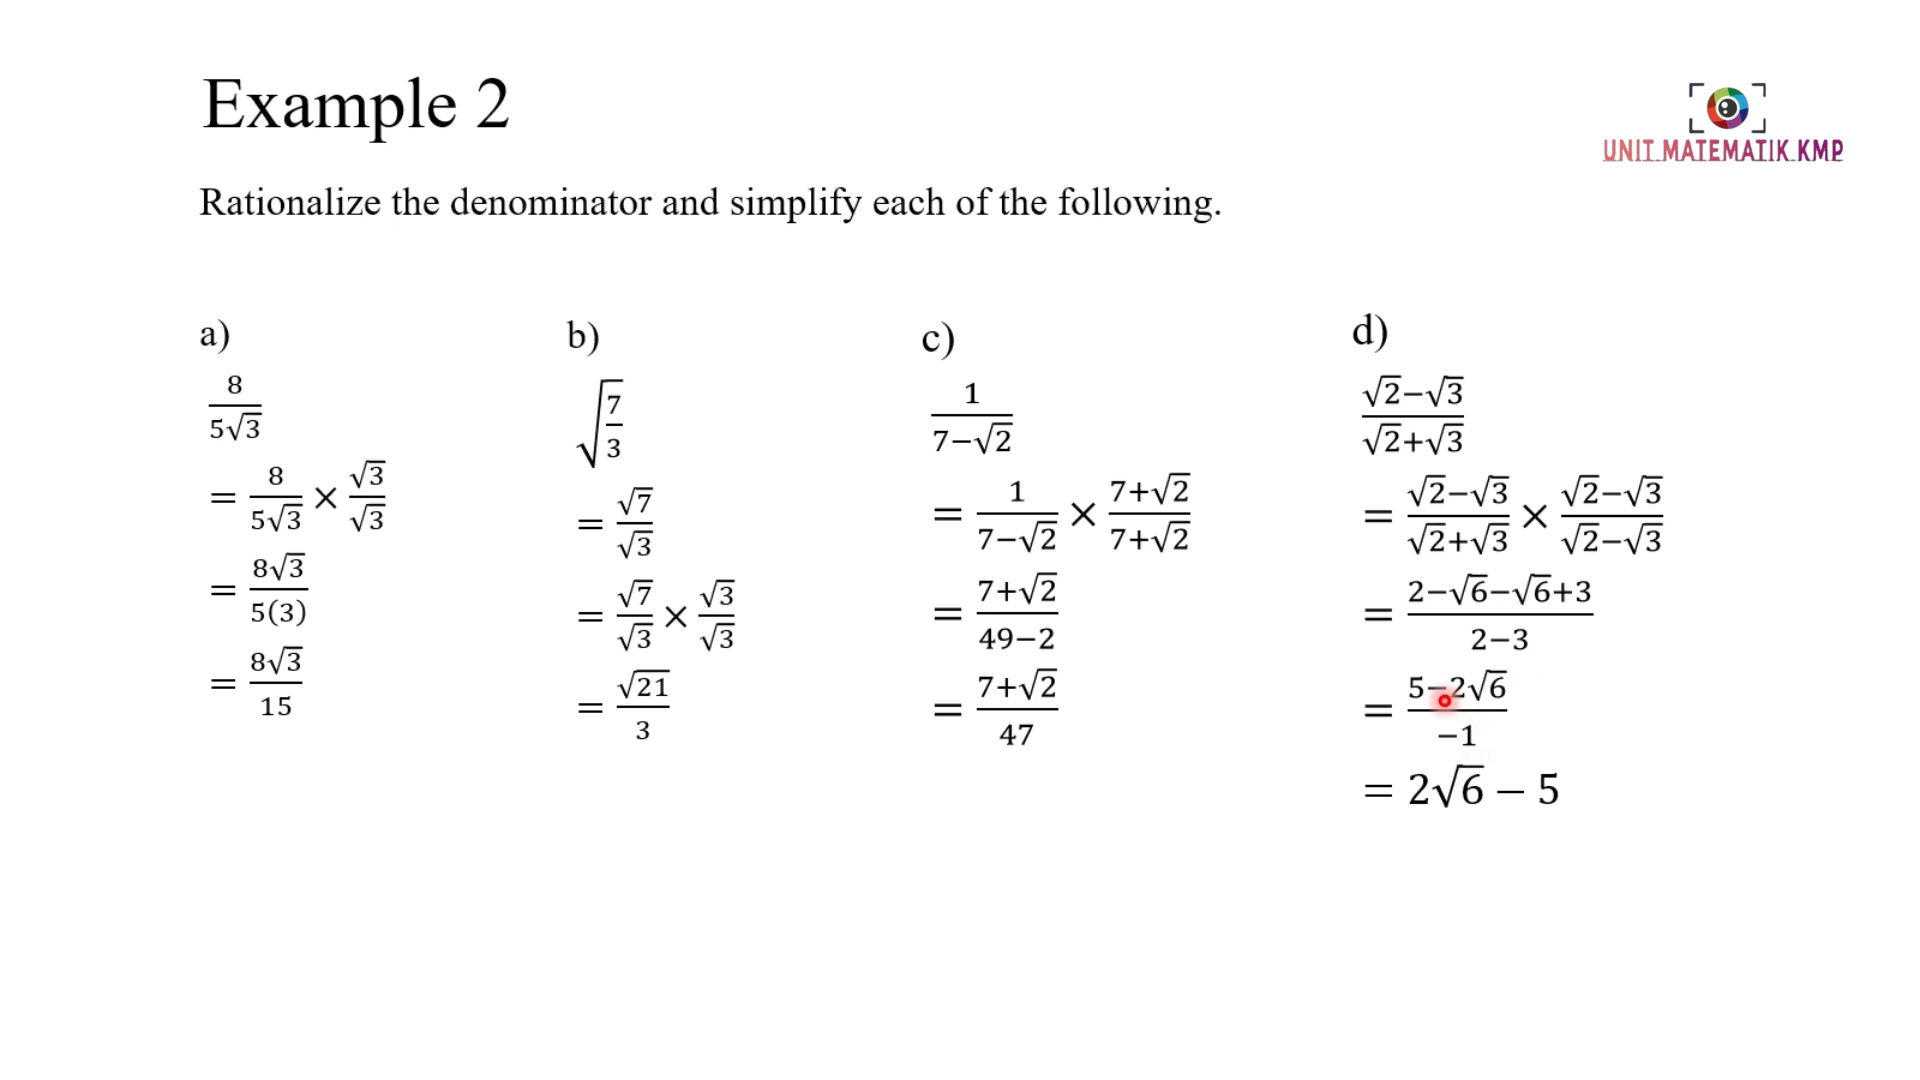 Example 2
UNIT.MATEMATIK.KMP
Rationalize the denominator and simplify each of the following.
a)
8/(5√3)
= 8/(5√3) × √3/√3
= 8√3/(5(3))
= 8√3/15
b)
√(7/3)
= √7/√3
= √7/√3 × √3/√3
= √21/3
c)
1/(7−√2)
= 1/(7−√2) × (7+√2)/(7+√2)
= (7+√2)/(49−2)
= (7+√2)/47
d)
(√2−√3)/(√2+√3)
= (√2−√3)/(√2+√3) × (√2−√3)/(√2−√3)
= (2−√6−√6+3)/(2−3)
= (5−2√6)/(−1)
= 2√6 − 5